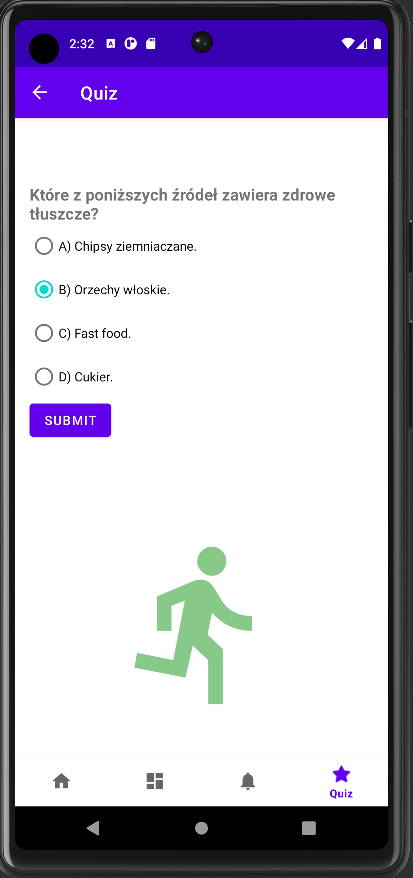 2:32
Quiz
Które z poniższych źródeł zawiera zdrowe
tłuszcze?
A) Chipsy ziemniaczane.
B) Orzechy włoskie.
C) Fast food.
D) Cukier.
SUBMIT
Quiz